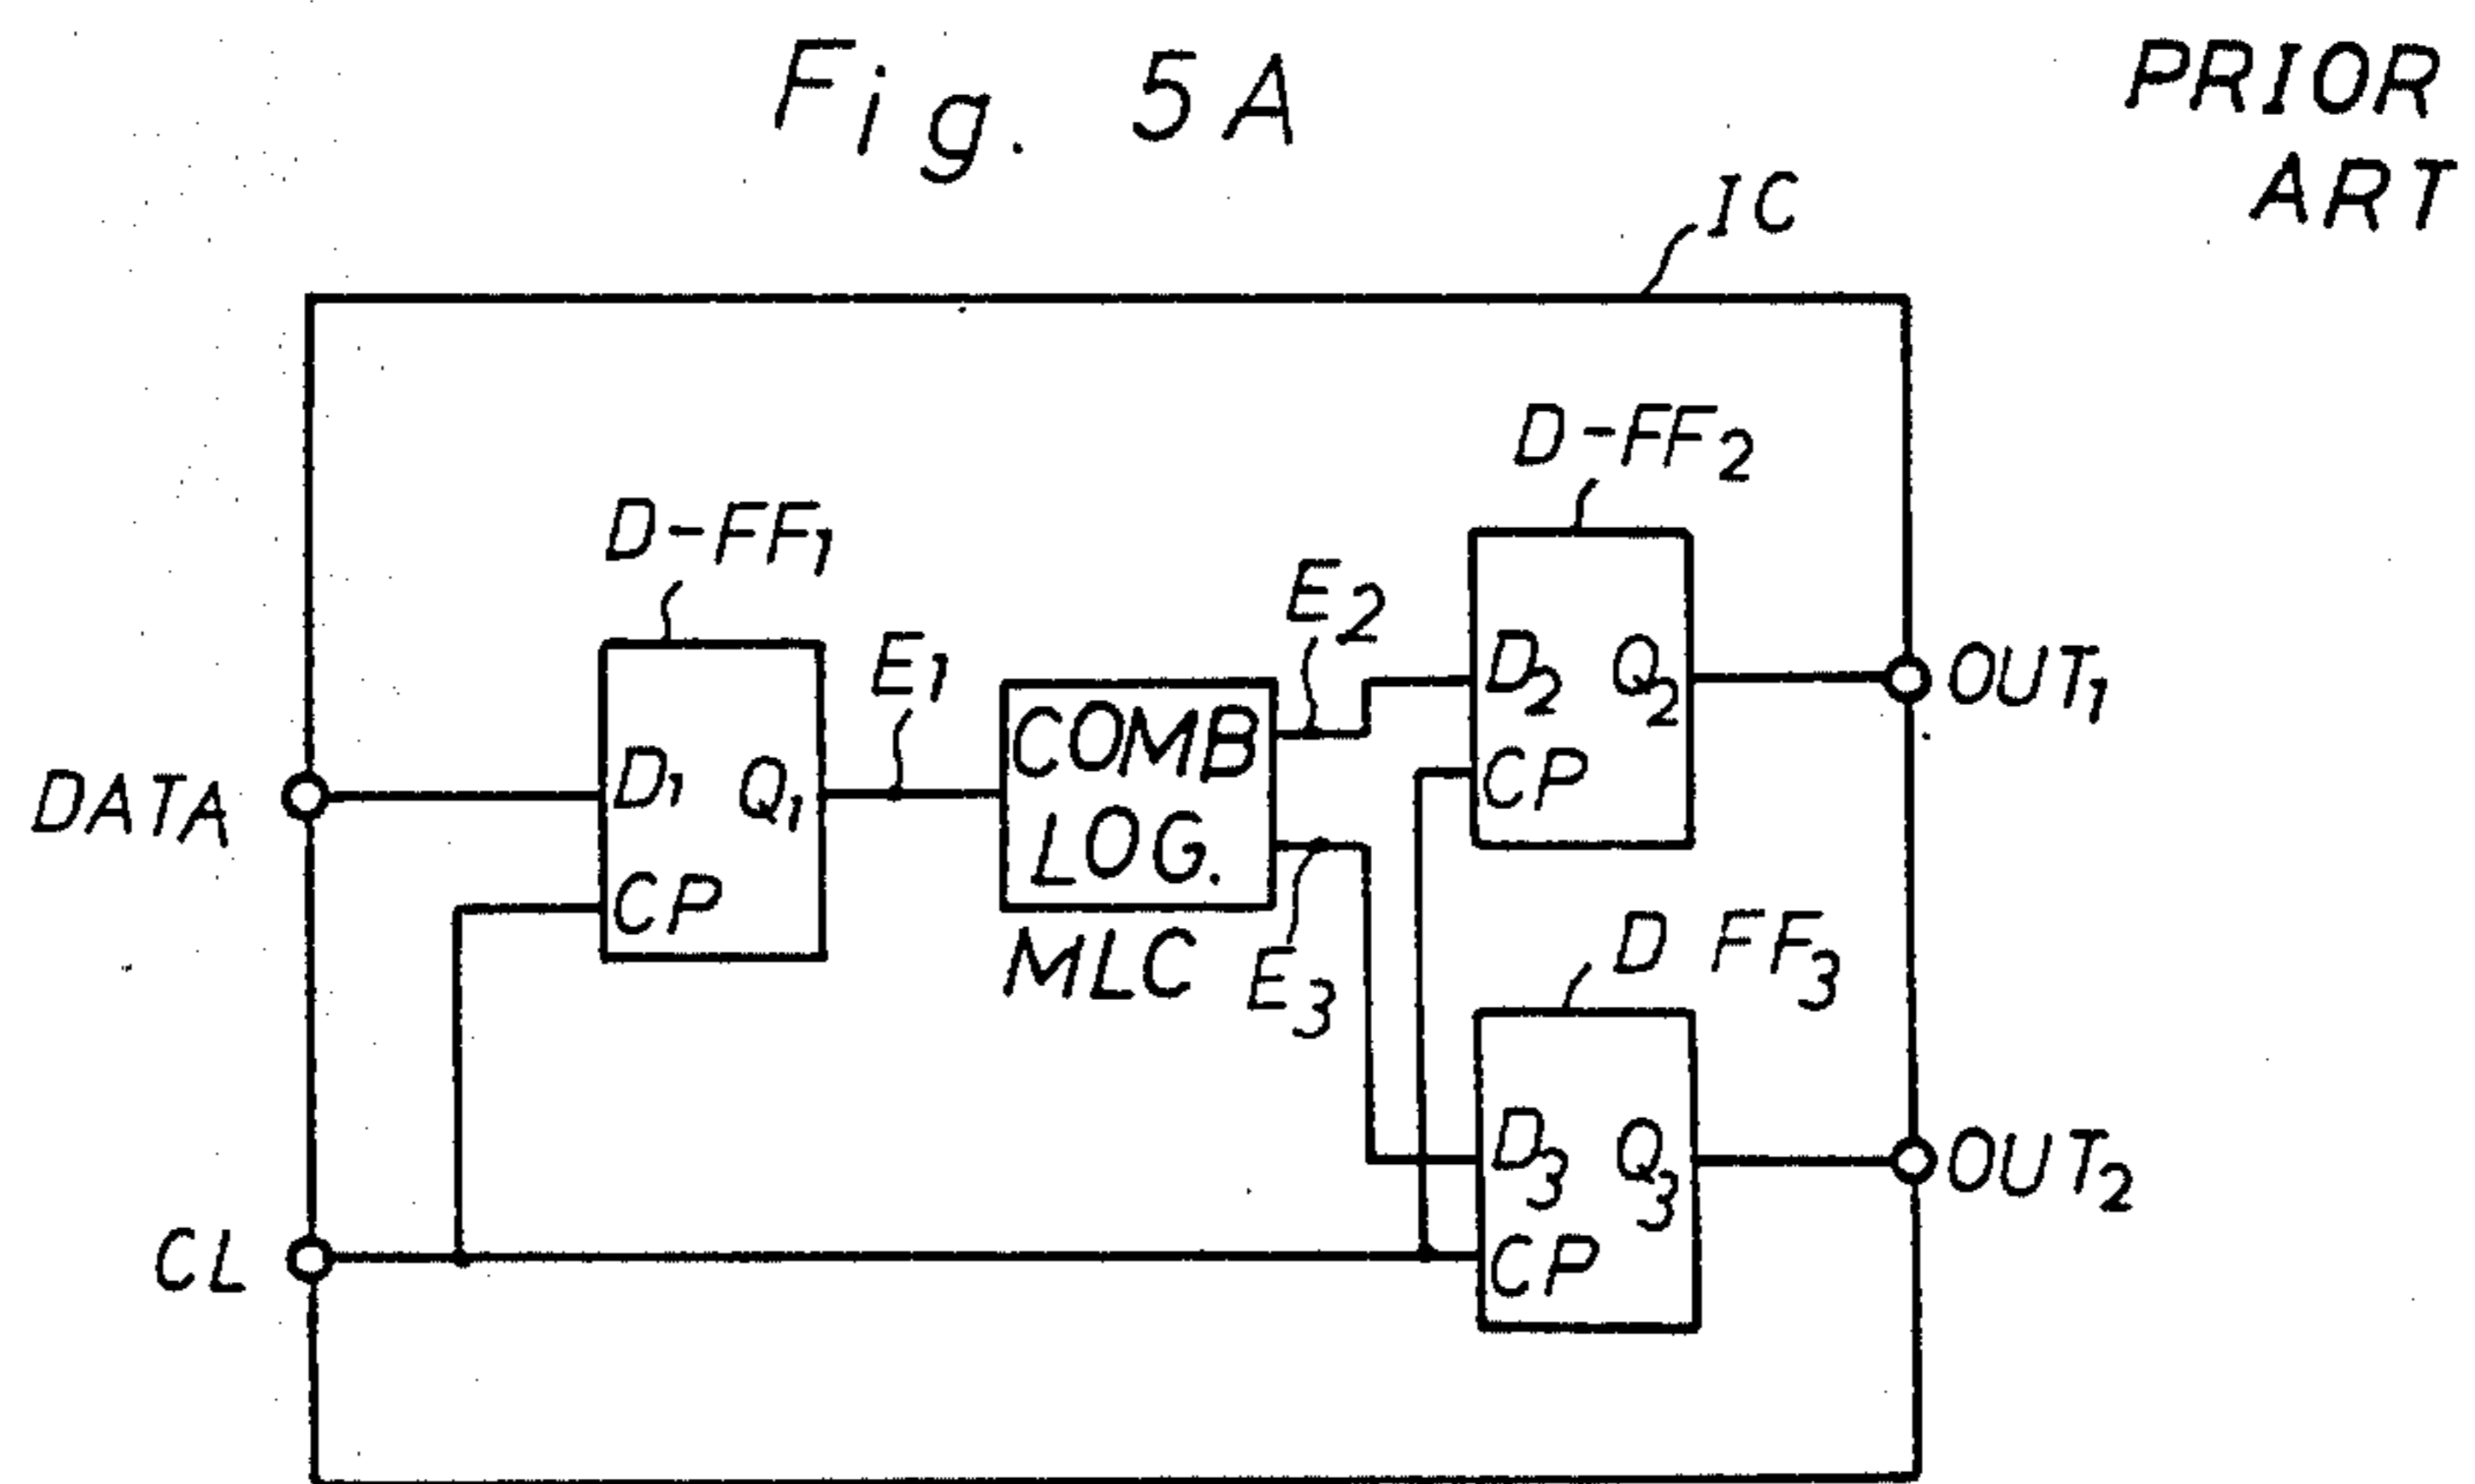 Fig. 5A
PRIOR
ART
IC
D-FF2
D-FF1
E2
E1
D2 Q2
CP
OUT1
COMB
LOG.
MLC
DATA
D1 Q1
CP
E3
D FF3
D3 Q3
CP
OUT2
CL